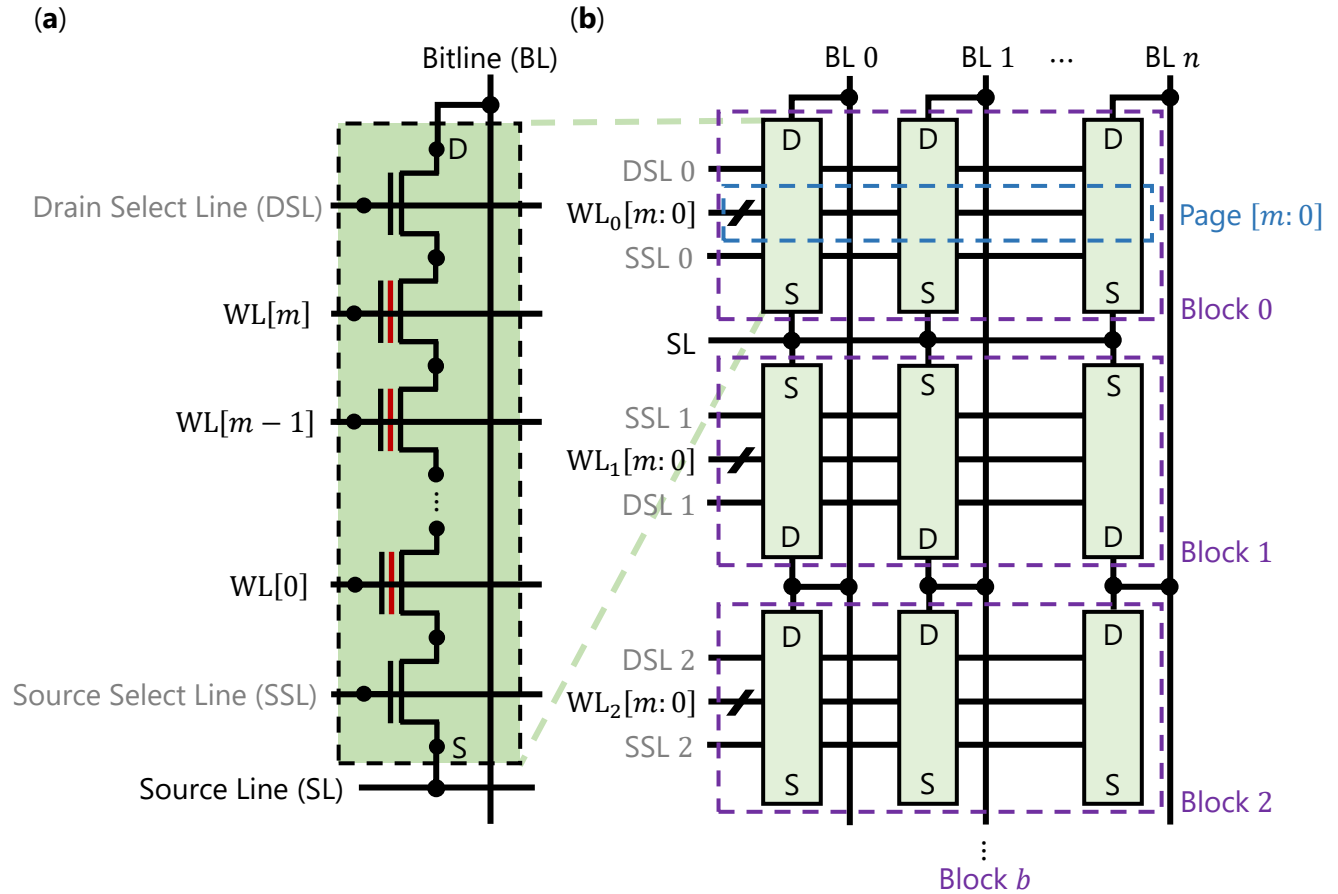 (a)
Bitline (BL)
D
Drain Select Line (DSL)
WL[m]
WL[m − 1]
⋮
WL[0]
Source Select Line (SSL)
S
Source Line (SL)
(b)
BL 0 BL 1 ⋯ BL n
D D D
DSL 0
WL₀[m: 0] Page [m: 0]
SSL 0
S S S
Block 0
SL
S S S
SSL 1
WL₁[m: 0]
DSL 1
D D D
Block 1
D D D
DSL 2
WL₂[m: 0]
SSL 2
S S S
Block 2
⋮
Block b